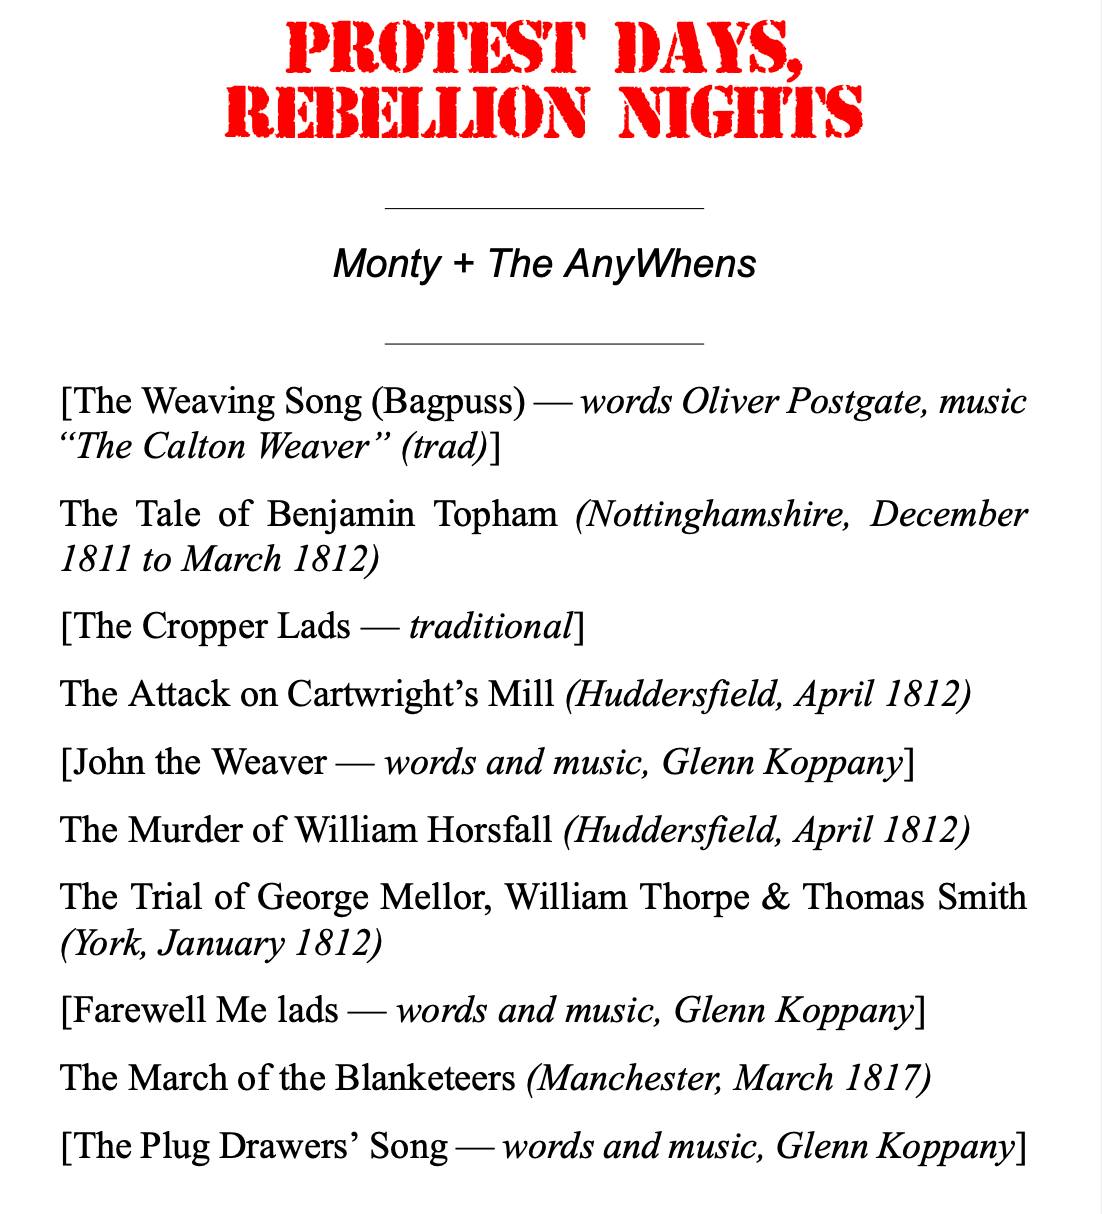 PROTEST DAYS,
REBELLION NIGHTS
Monty + The AnyWhens
[The Weaving Song (Bagpuss) — words Oliver Postgate, music
“The Calton Weaver” (trad)]
The Tale of Benjamin Topham (Nottinghamshire, December
1811 to March 1812)
[The Cropper Lads — traditional]
The Attack on Cartwright’s Mill (Huddersfield, April 1812)
[John the Weaver — words and music, Glenn Koppany]
The Murder of William Horsfall (Huddersfield, April 1812)
The Trial of George Mellor, William Thorpe & Thomas Smith
(York, January 1812)
[Farewell Me lads — words and music, Glenn Koppany]
The March of the Blanketeers (Manchester, March 1817)
[The Plug Drawers’ Song — words and music, Glenn Koppany]